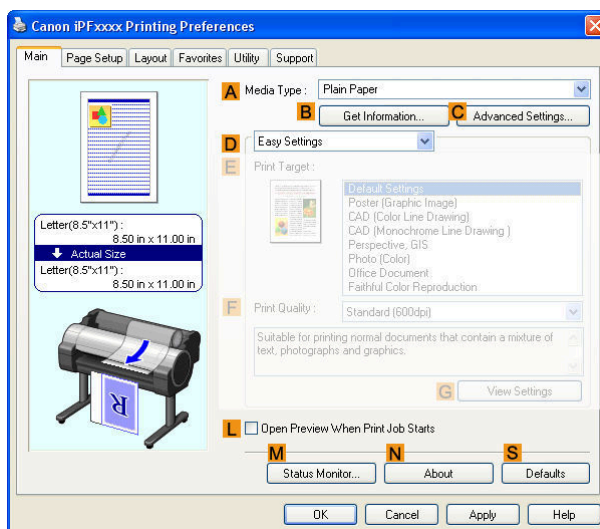 Canon iPFxxxx Printing Preferences
Main Page Setup Layout Favorites Utility Support
A Media Type : Plain Paper
B Get Information... C Advanced Settings...
D Easy Settings
E Print Target :
Default Settings
Poster (Graphic Image)
CAD (Color Line Drawing)
CAD (Monochrome Line Drawing )
Perspective, GIS
Photo (Color)
Office Document
Faithful Color Reproduction
Letter(8.5"x11") :
8.50 in x 11.00 in
Actual Size
Letter(8.5"x11") :
8.50 in x 11.00 in
R
F Print Quality : Standard (600dpi)
Suitable for printing normal documents that contain a mixture of
text, photographs and graphics.
G View Settings
L Open Preview When Print Job Starts
M N S
Status Monitor... About Defaults
OK Cancel Apply Help